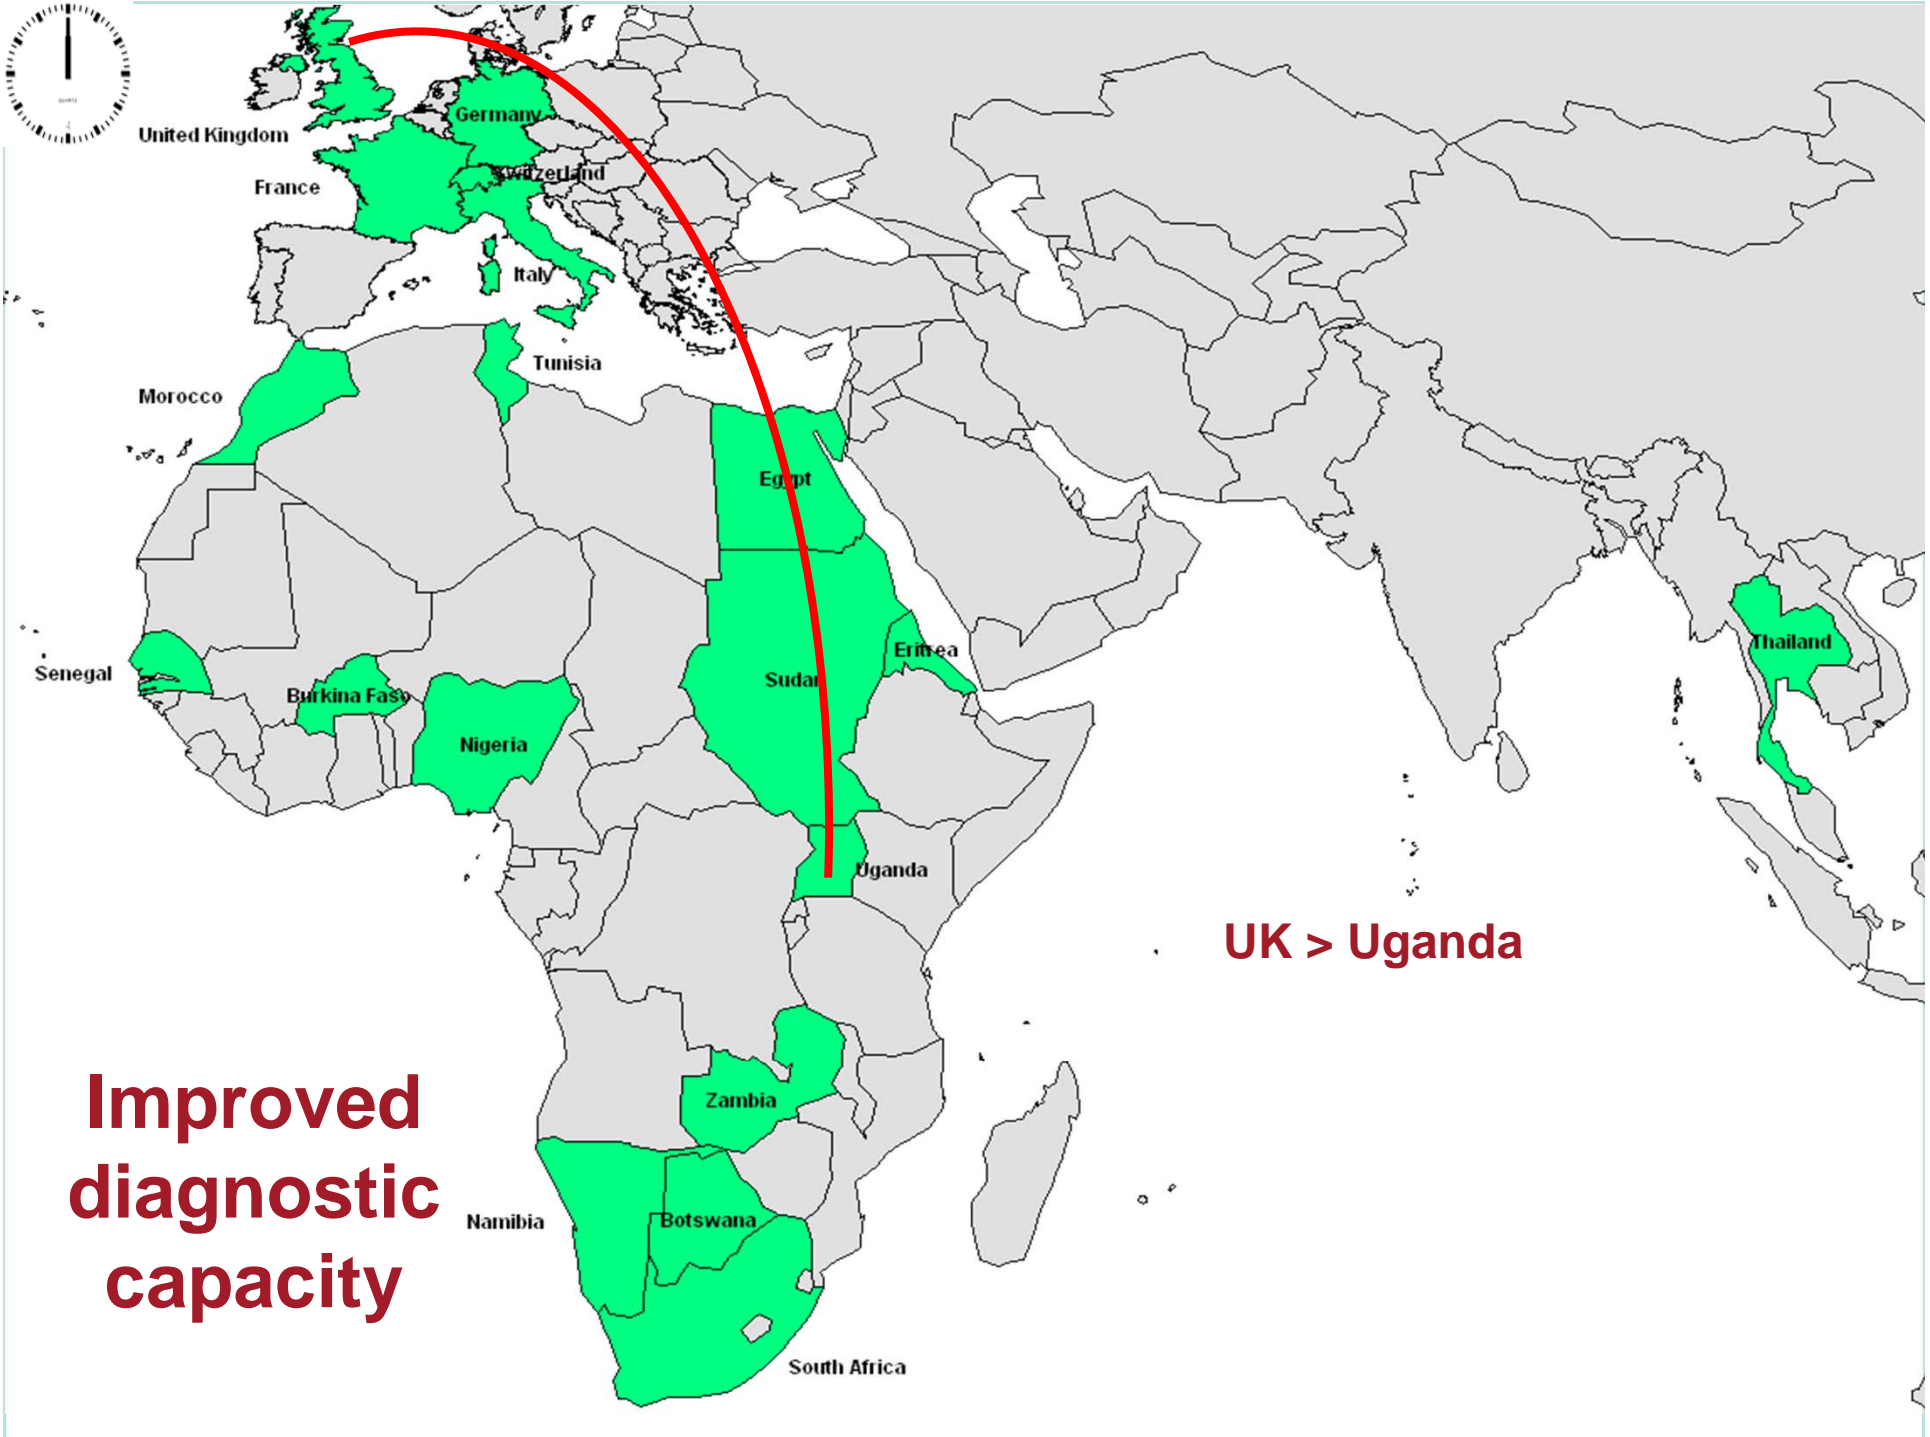 United Kingdom
Germany
France
Switzerland
Italy
Tunisia
Morocco
Egypt
Senegal
Burkina Faso
Nigeria
Sudan
Eritrea
Thailand
Uganda
UK > Uganda
Improved
diagnostic
capacity
Zambia
Namibia
Botswana
South Africa